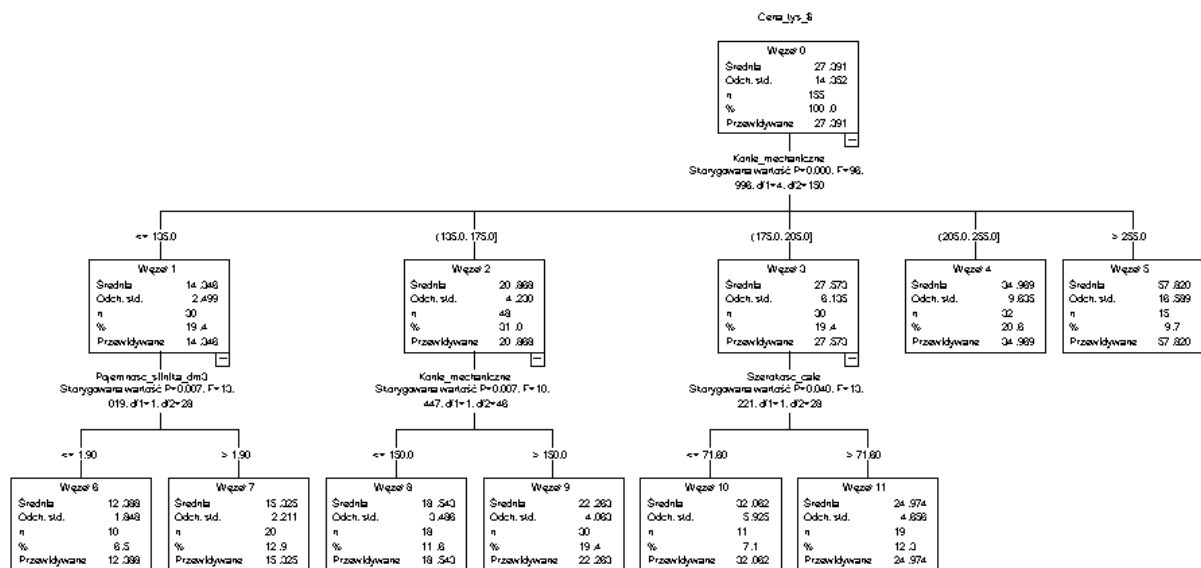 Cena_tys_$
Węzeł 0
Średnia 27.391
Odch. std. 14.352
n 155
% 100.0
Przewidywane 27.391
Konie_mechaniczne
Skorygowana wartość P=0.000, F=96.
996, df1=4, df2=150
<= 135.0
(135.0, 175.0]
(175.0, 205.0]
(205.0, 255.0]
> 255.0
Węzeł 1
Średnia 14.346
Odch. std. 2.499
n 30
% 19.4
Przewidywane 14.346
Węzeł 2
Średnia 20.868
Odch. std. 4.230
n 48
% 31.0
Przewidywane 20.868
Węzeł 3
Średnia 27.573
Odch. std. 6.135
n 30
% 19.4
Przewidywane 27.573
Węzeł 4
Średnia 34.969
Odch. std. 9.635
n 32
% 20.6
Przewidywane 34.969
Węzeł 5
Średnia 57.820
Odch. std. 16.589
n 15
% 9.7
Przewidywane 57.820
Pojemnosc_silnika_dm3
Skorygowana wartość P=0.007, F=13.
019, df1=1, df2=28
Konie_mechaniczne
Skorygowana wartość P=0.007, F=10.
447, df1=1, df2=46
Szerokosc_cale
Skorygowana wartość P=0.040, F=13.
221, df1=1, df2=28
<= 1.90
> 1.90
<= 150.0
> 150.0
<= 71.60
> 71.60
Węzeł 6
Średnia 12.388
Odch. std. 1.848
n 10
% 6.5
Przewidywane 12.388
Węzeł 7
Średnia 15.325
Odch. std. 2.211
n 20
% 12.9
Przewidywane 15.325
Węzeł 8
Średnia 18.543
Odch. std. 3.486
n 18
% 11.6
Przewidywane 18.543
Węzeł 9
Średnia 22.263
Odch. std. 4.063
n 30
% 19.4
Przewidywane 22.263
Węzeł 10
Średnia 32.062
Odch. std. 5.925
n 11
% 7.1
Przewidywane 32.062
Węzeł 11
Średnia 24.974
Odch. std. 4.656
n 19
% 12.3
Przewidywane 24.974